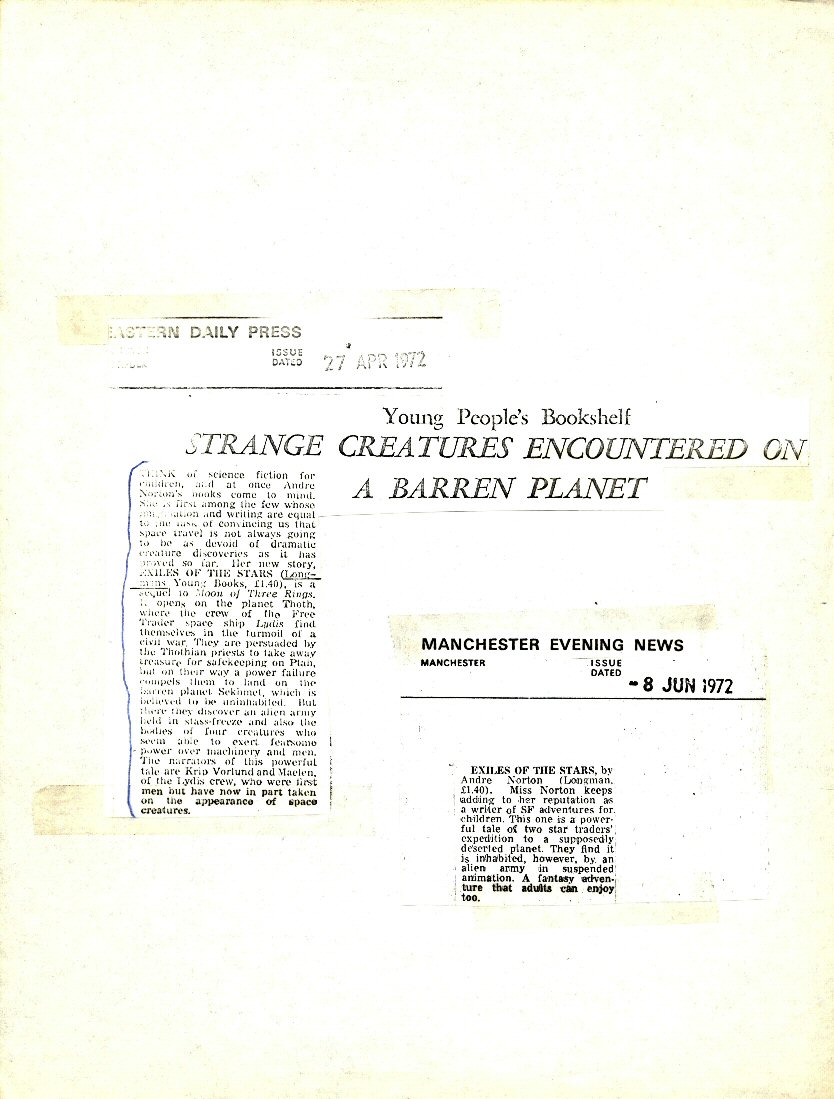 EASTERN DAILY PRESS
ISSUE
DATED
27 APR 1972
Young People's Bookshelf
STRANGE CREATURES ENCOUNTERED ON
A BARREN PLANET
THINK of science fiction for
children, and at once Andre
Norton's books come to mind.
She is first among the few whose
and writing are equal
to the task of convincing us that
space travel is not always going
to be as devoid of dramatic
creature discoveries as it has
proved so far. Her new story,
EXILES OF THE STARS (Long-
mans Young Books, £1.40), is a
sequel to Moon of Three Rings.
It opens on the planet Thoth,
where the crew of the Free
Trader space ship Lydis find
themselves in the turmoil of a
civil war. They are persuaded by
the Thothian priests to take away
treasure for safekeeping on Ptan,
but on their way a power failure
compels them to land on the
barren planet Sekhmet, which is
believed to be uninhabited. But
there they discover an alien army
held in stass-freeze and also the
bodies of four creatures who
seem able to exert fearsome
power over machinery and men.
The narrators of this powerful
tale are Krip Vorlund and Maelen,
of the Lydis crew, who were first
men but have now in part taken
on the appearance of space
creatures.
MANCHESTER EVENING NEWS
MANCHESTER
ISSUE
DATED
-8 JUN 1972
EXILES OF THE STARS, by
Andre Norton (Longman,
£1.40). Miss Norton keeps
adding to her reputation as
a writer of SF adventures for
children. This one is a power-
ful tale of two star traders'
expedition to a supposedly
deserted planet. They find it
is inhabited, however, by an
alien army in suspended
animation. A fantasy adven-
ture that adults can enjoy
too.